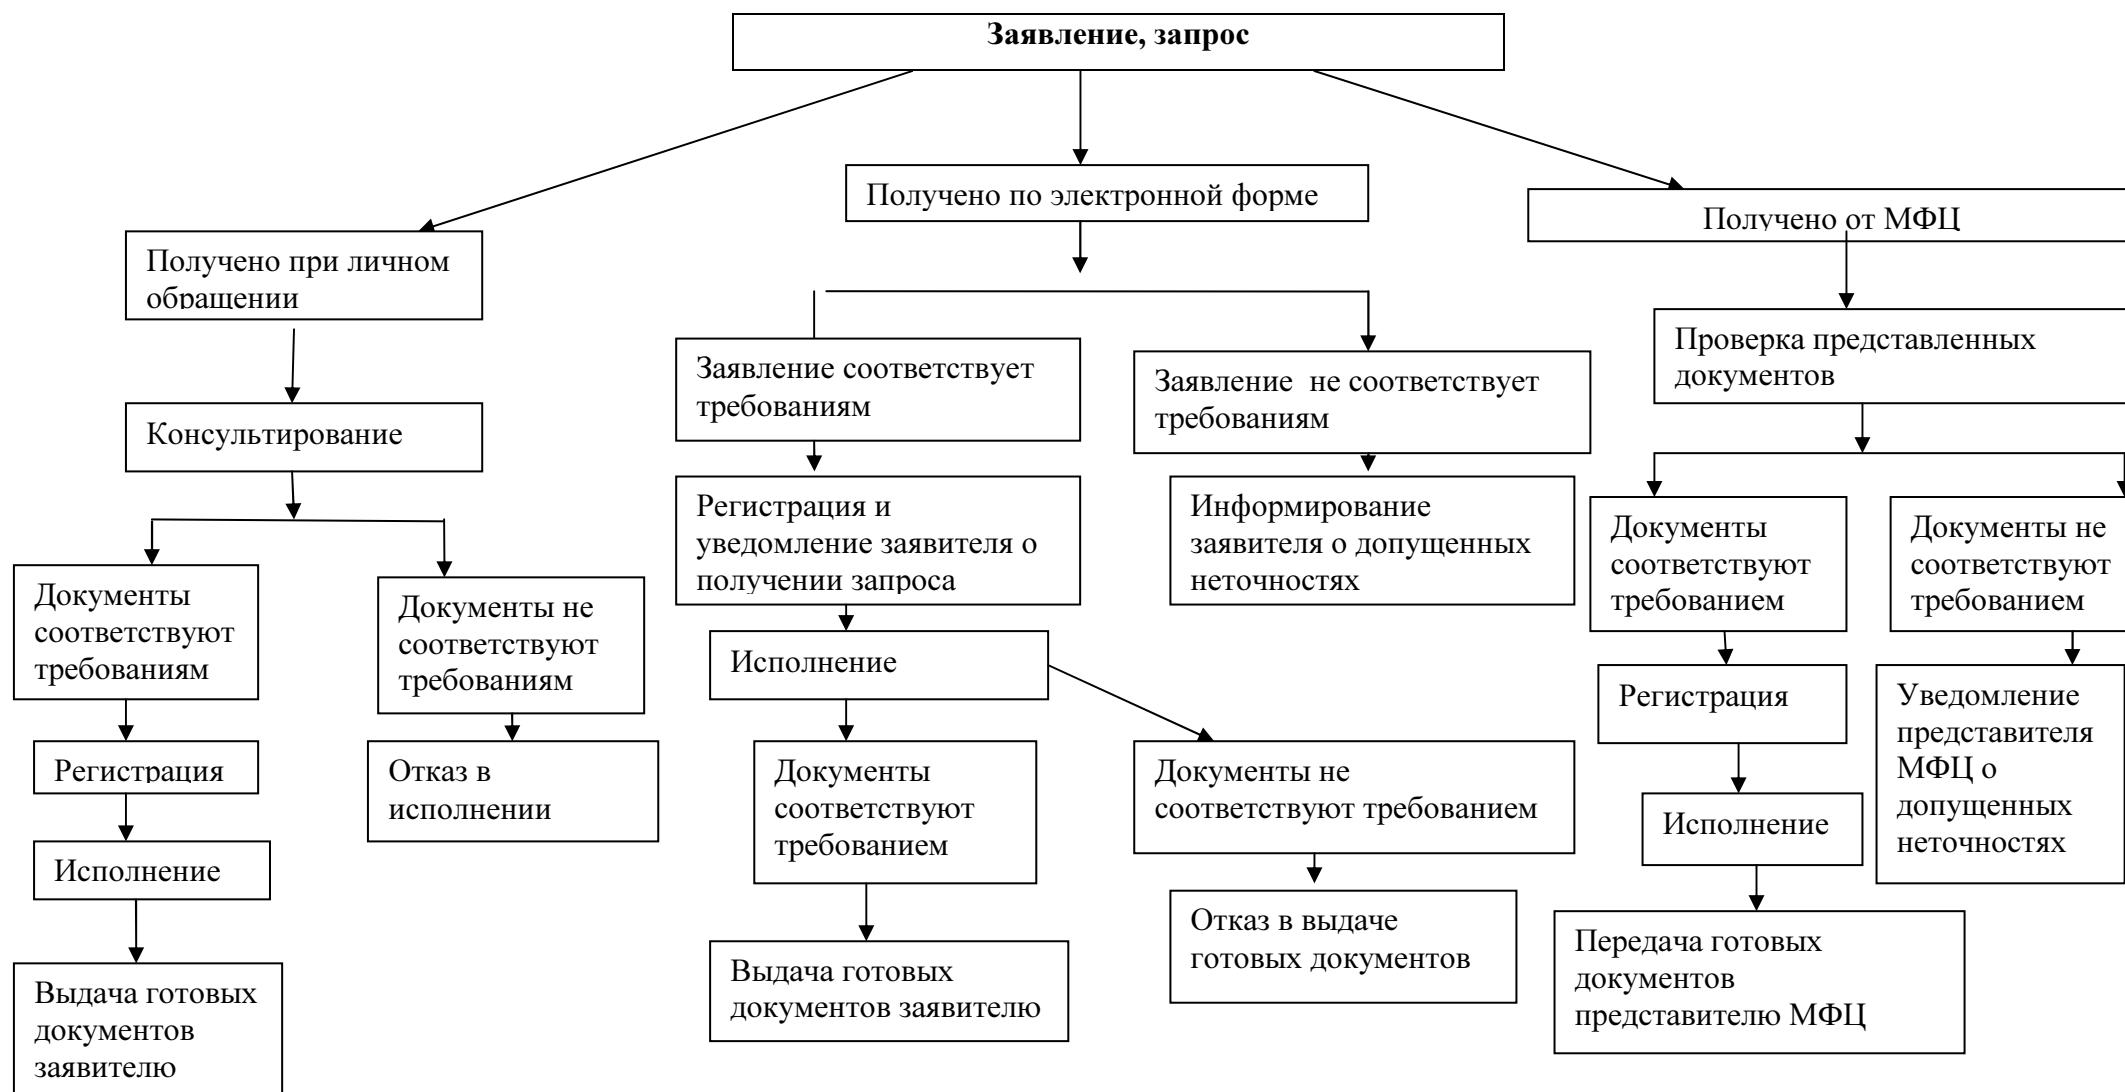 Заявление, запрос
Получено по электронной форме
Получено от МФЦ
Получено при личном
обращении
Проверка представленных
документов
Заявление соответствует
требованиям
Заявление не соответствует
требованиям
Консультирование
Регистрация и
уведомление заявителя о
получении запроса
Информирование
заявителя о допущенных
неточностях
Документы
соответствуют
требованием
Документы не
соответствуют
требованием
Документы
соответствуют
требованиям
Документы не
соответствуют
требованиям
Исполнение
Регистрация
Уведомление
представителя
МФЦ о
допущенных
неточностях
Регистрация
Отказ в
исполнении
Документы
соответствуют
требованием
Документы не
соответствуют требованием
Исполнение
Исполнение
Отказ в выдаче
готовых документов
Передача готовых
документов
представителю МФЦ
Выдача готовых
документов заявителю
Выдача готовых
документов
заявителю